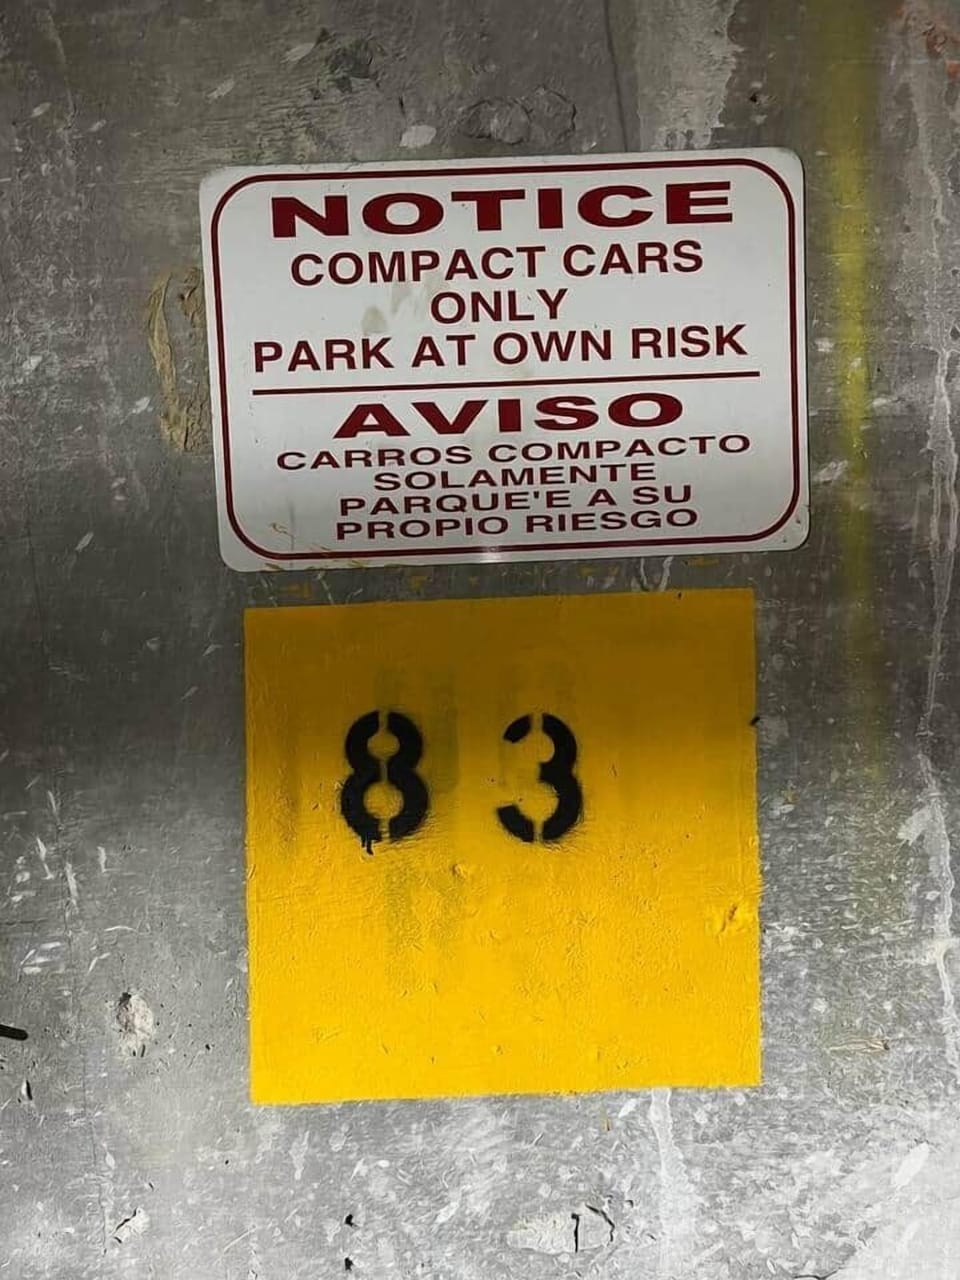 NOTICE
COMPACT CARS
ONLY
PARK AT OWN RISK
AVISO
CARROS COMPACTO
SOLAMENTE
PARQUE'E A SU
PROPIO RIESGO
83